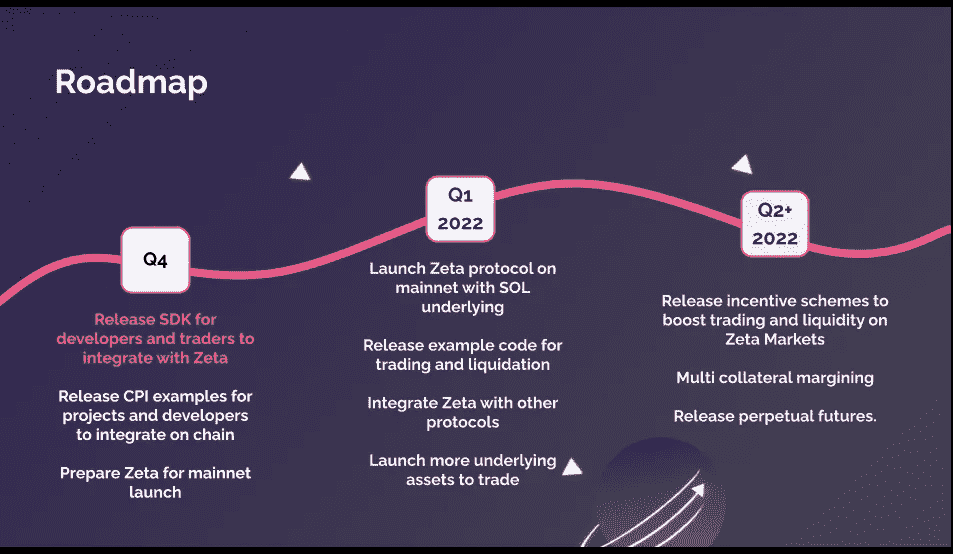 Roadmap
Q4
Release SDK for
developers and traders to
integrate with Zeta
Release CPI examples for
projects and developers
to integrate on chain
Prepare Zeta for mainnet
launch
Q1
2022
Launch Zeta protocol on
mainnet with SOL
underlying
Release example code for
trading and liquidation
Integrate Zeta with other
protocols
Launch more underlying
assets to trade
Q2+
2022
Release incentive schemes to
boost trading and liquidity on
Zeta Markets
Multi collateral margining
Release perpetual futures.